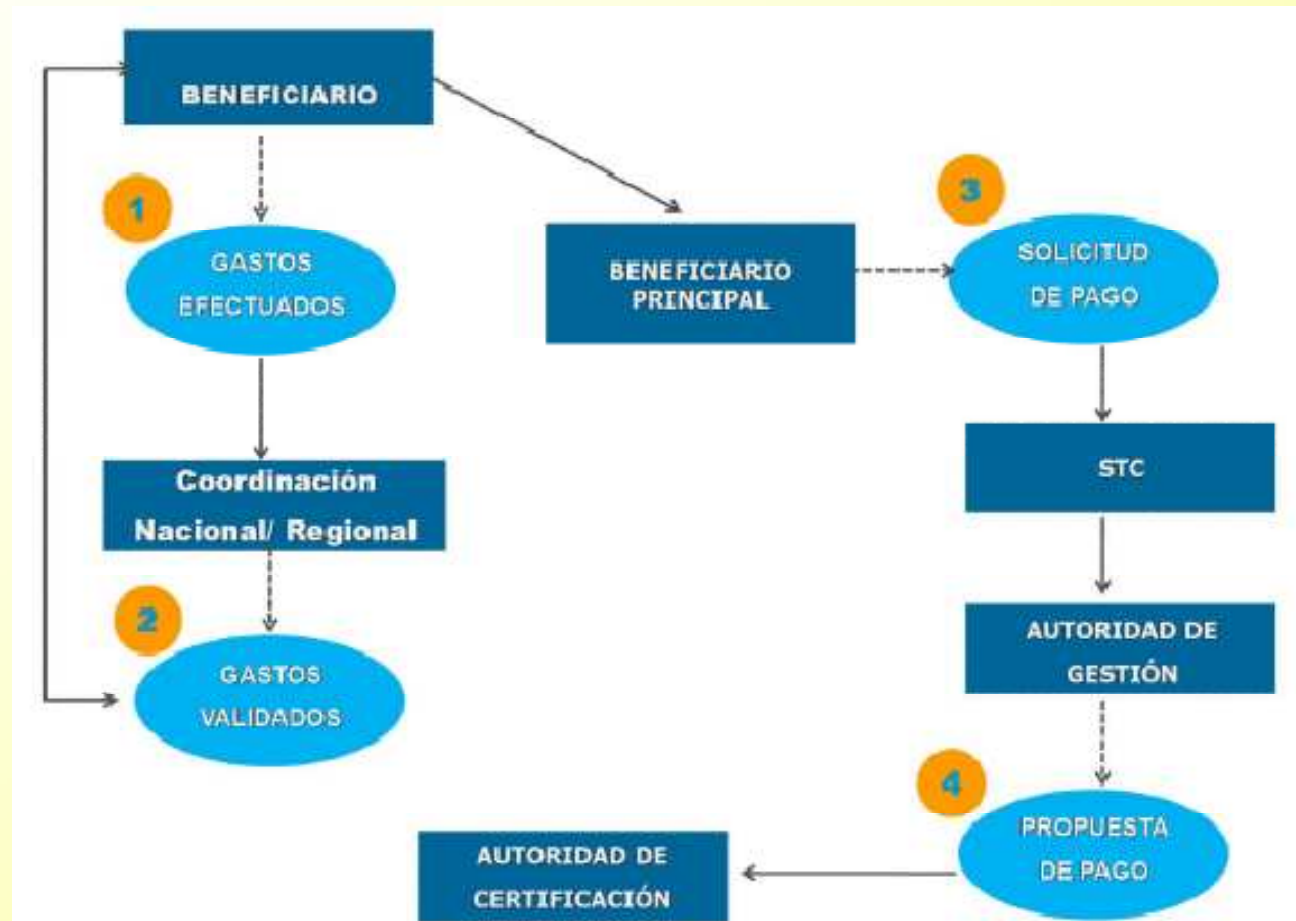 BENEFICIARIO
1
GASTOS
EFECTUADOS
Coordinación
Nacional/ Regional
2
GASTOS
VALIDADOS
BENEFICIARIO
PRINCIPAL
3
SOLICITUD
DE PAGO
STC
AUTORIDAD DE
GESTIÓN
4
PROPUESTA
DE PAGO
AUTORIDAD DE
CERTIFICACIÓN